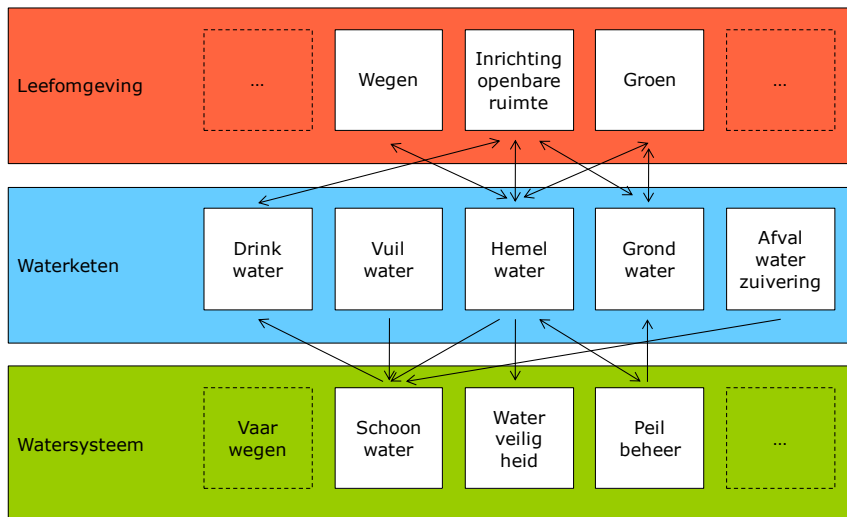 Leefomgeving
...
Wegen
Inrichting
openbare
ruimte
Groen
...
Waterketen
Drink
water
Vuil
water
Hemel
water
Grond
water
Afval
water
zuivering
Watersysteem
Vaar
wegen
Schoon
water
Water
veilig
heid
Peil
beheer
...